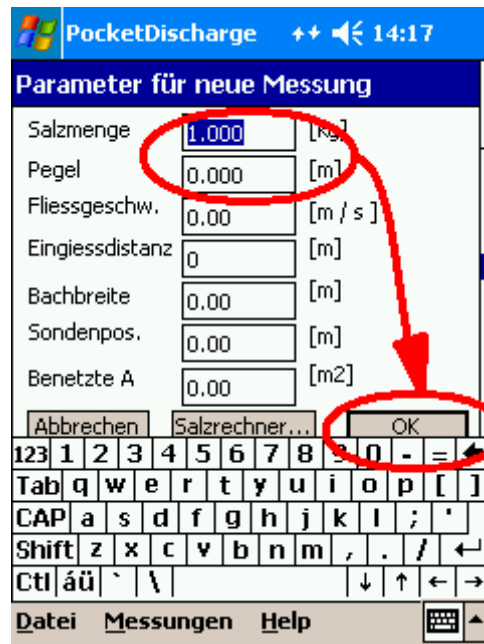 PocketDischarge 14:17
Parameter für neue Messung
Salzmenge 1.000 [kg]
Pegel 0.000 [m]
Fliessgeschw. 0.00 [m / s ]
Eingiessdistanz 0 [m]
Bachbreite 0.00 [m]
Sondenpos. 0.00 [m]
Benetzte A 0.00 [m2]
Abbrechen Salzrechner... OK
123 1 2 3 4 5 6 7 8 9 0 - =
Tab q w e r t y u i o p [ ]
CAP a s d f g h j k l ; '
Shift z x c v b n m , . /
Ctl áü ` \
Datei Messungen Help